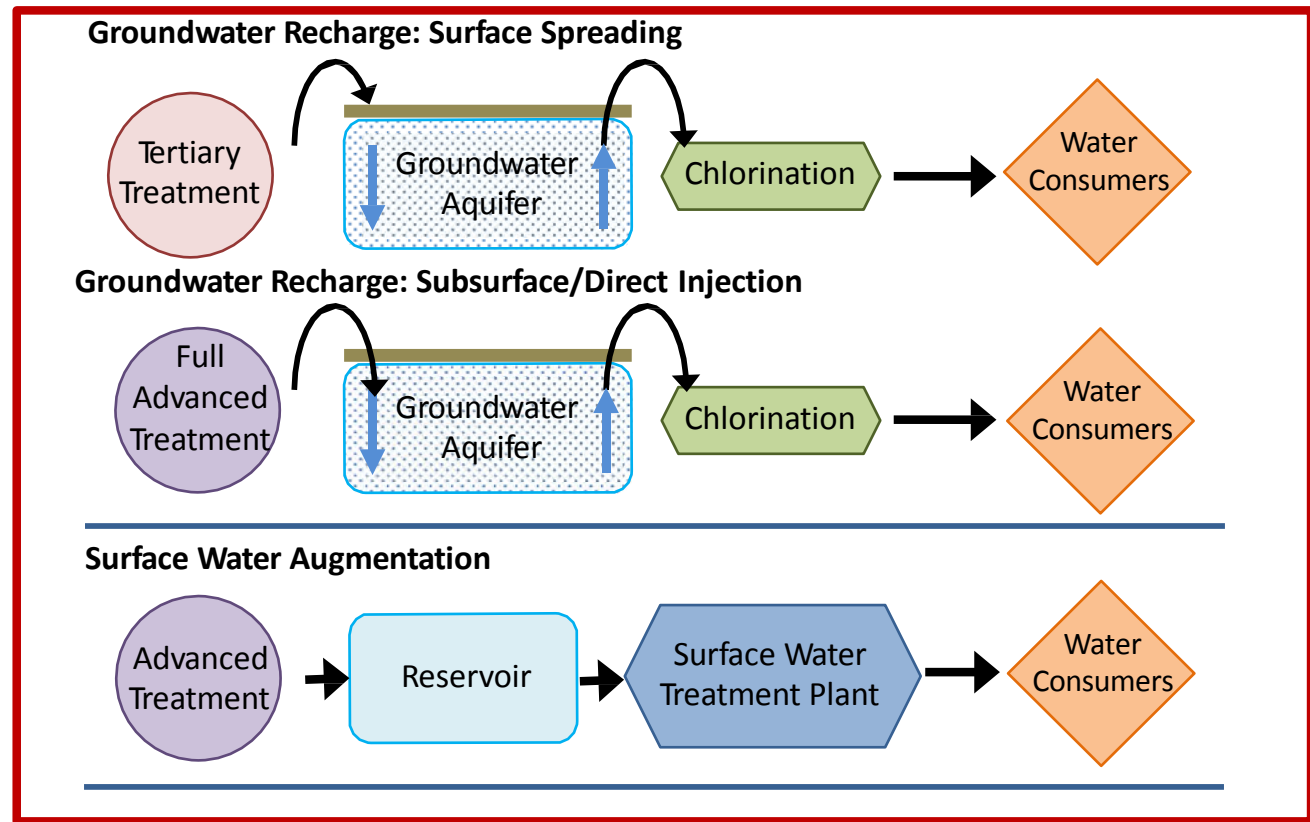 Groundwater Recharge: Surface Spreading
Tertiary
Treatment
Groundwater
Aquifer
Chlorination
Water
Consumers
Groundwater Recharge: Subsurface/Direct Injection
Full
Advanced
Treatment
Groundwater
Aquifer
Chlorination
Water
Consumers
Surface Water Augmentation
Advanced
Treatment
Reservoir
Surface Water
Treatment Plant
Water
Consumers